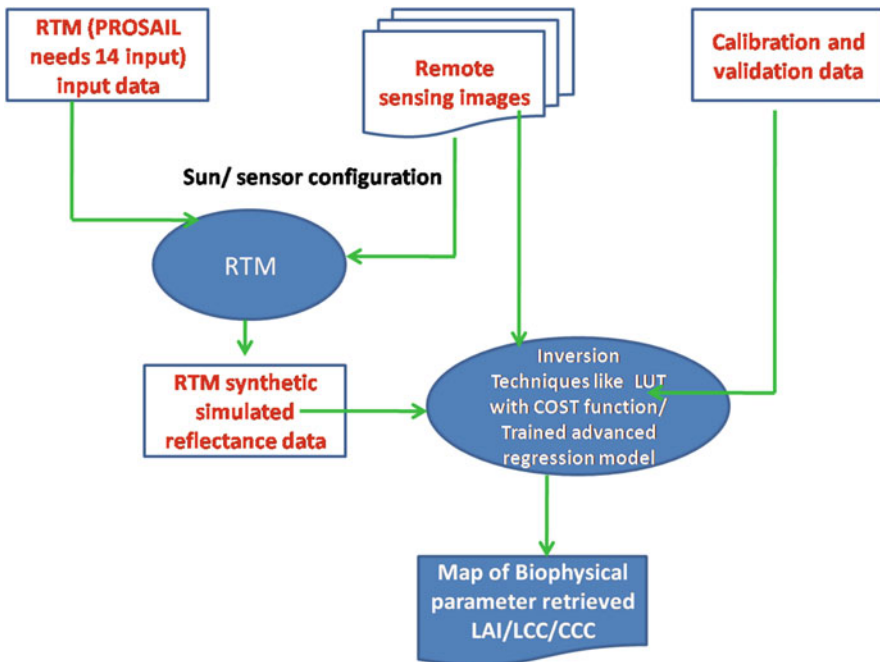 RTM (PROSAIL
needs 14 input)
input data
Remote
sensing images
Calibration and
validation data
Sun/ sensor configuration
RTM
RTM synthetic
simulated
reflectance data
Inversion
Techniques like LUT
with COST function/
Trained advanced
regression model
Map of Biophysical
parameter retrieved
LAI/LCC/CCC